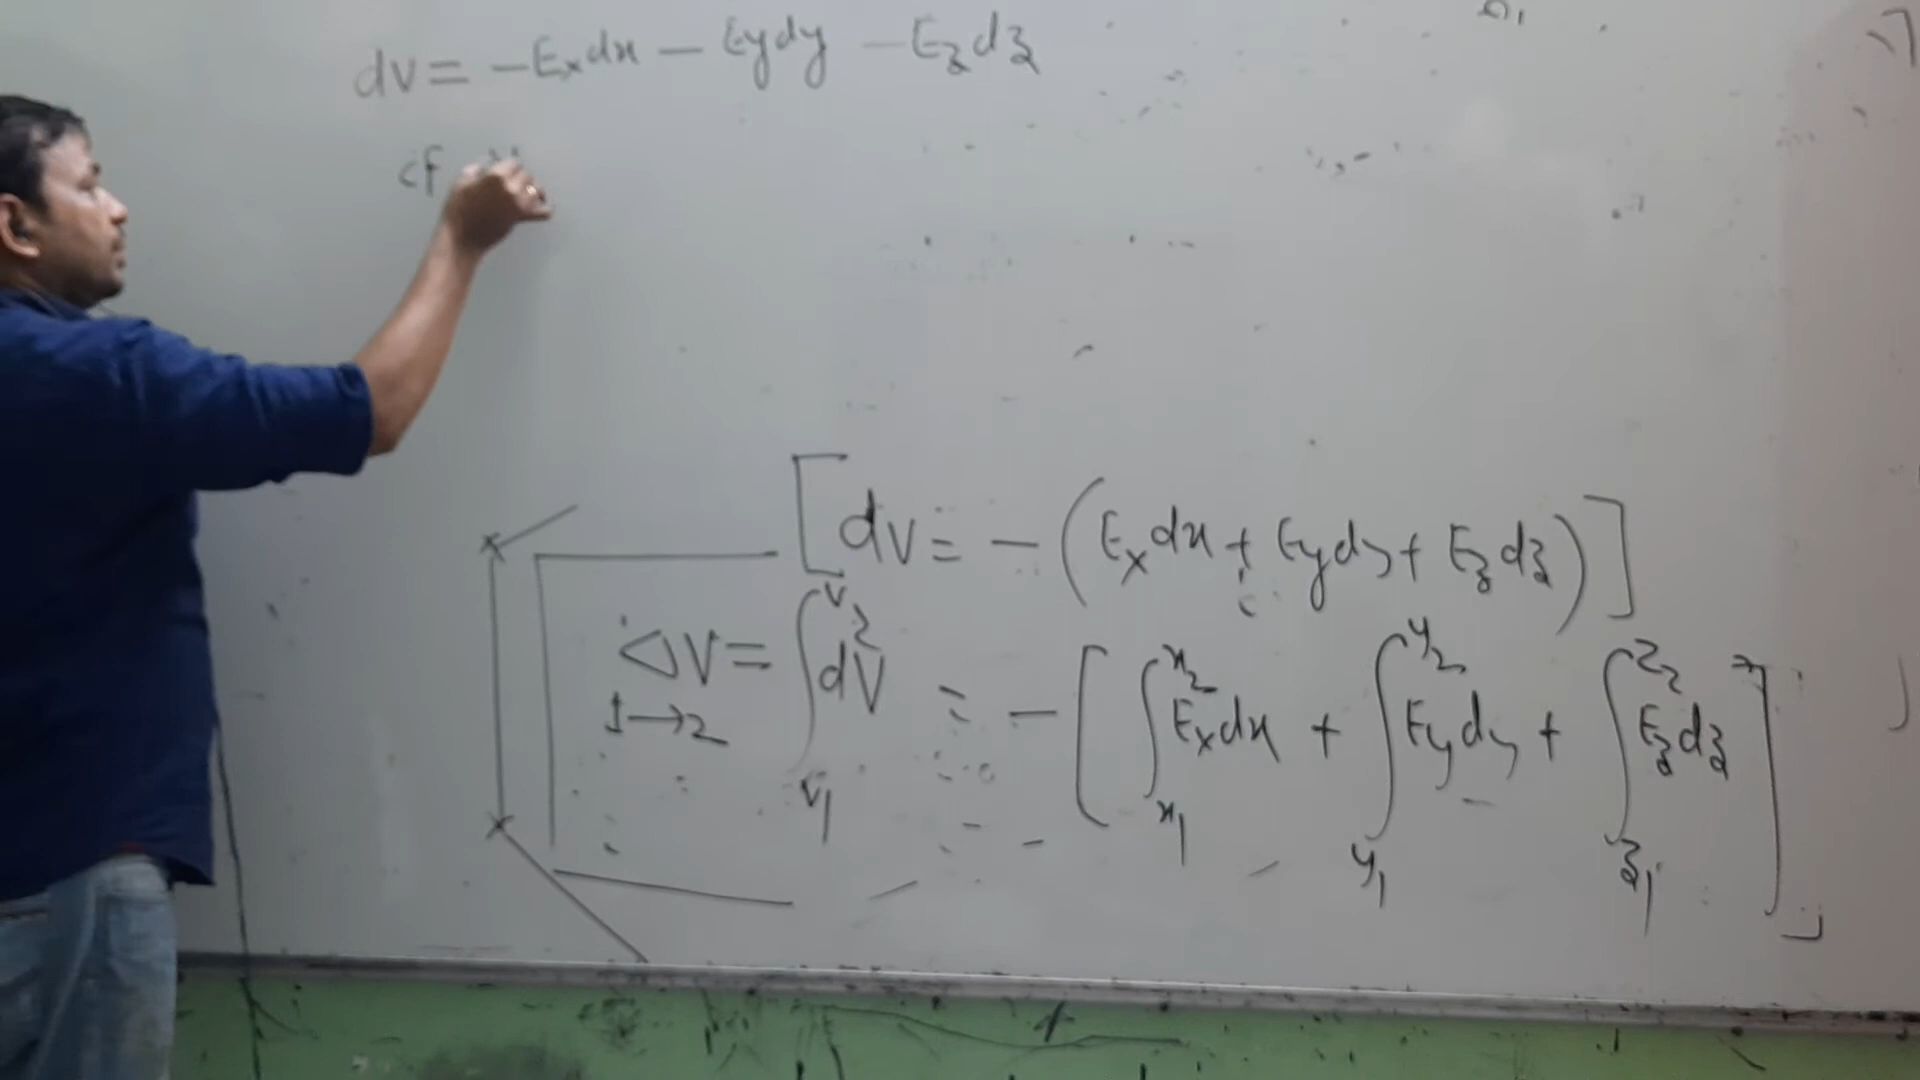 dv = -Exdx - Eydy - Ezdz
cf
[dv = -(Exdx + Eydy + Ezdz)]
ΔV = ∫ᵥ₁ᵛ² dV = -[∫ₓ₁ˣ² Exdx + ∫y₁y₂ Eydy + ∫z₁z₂ Ezdz]
1→2